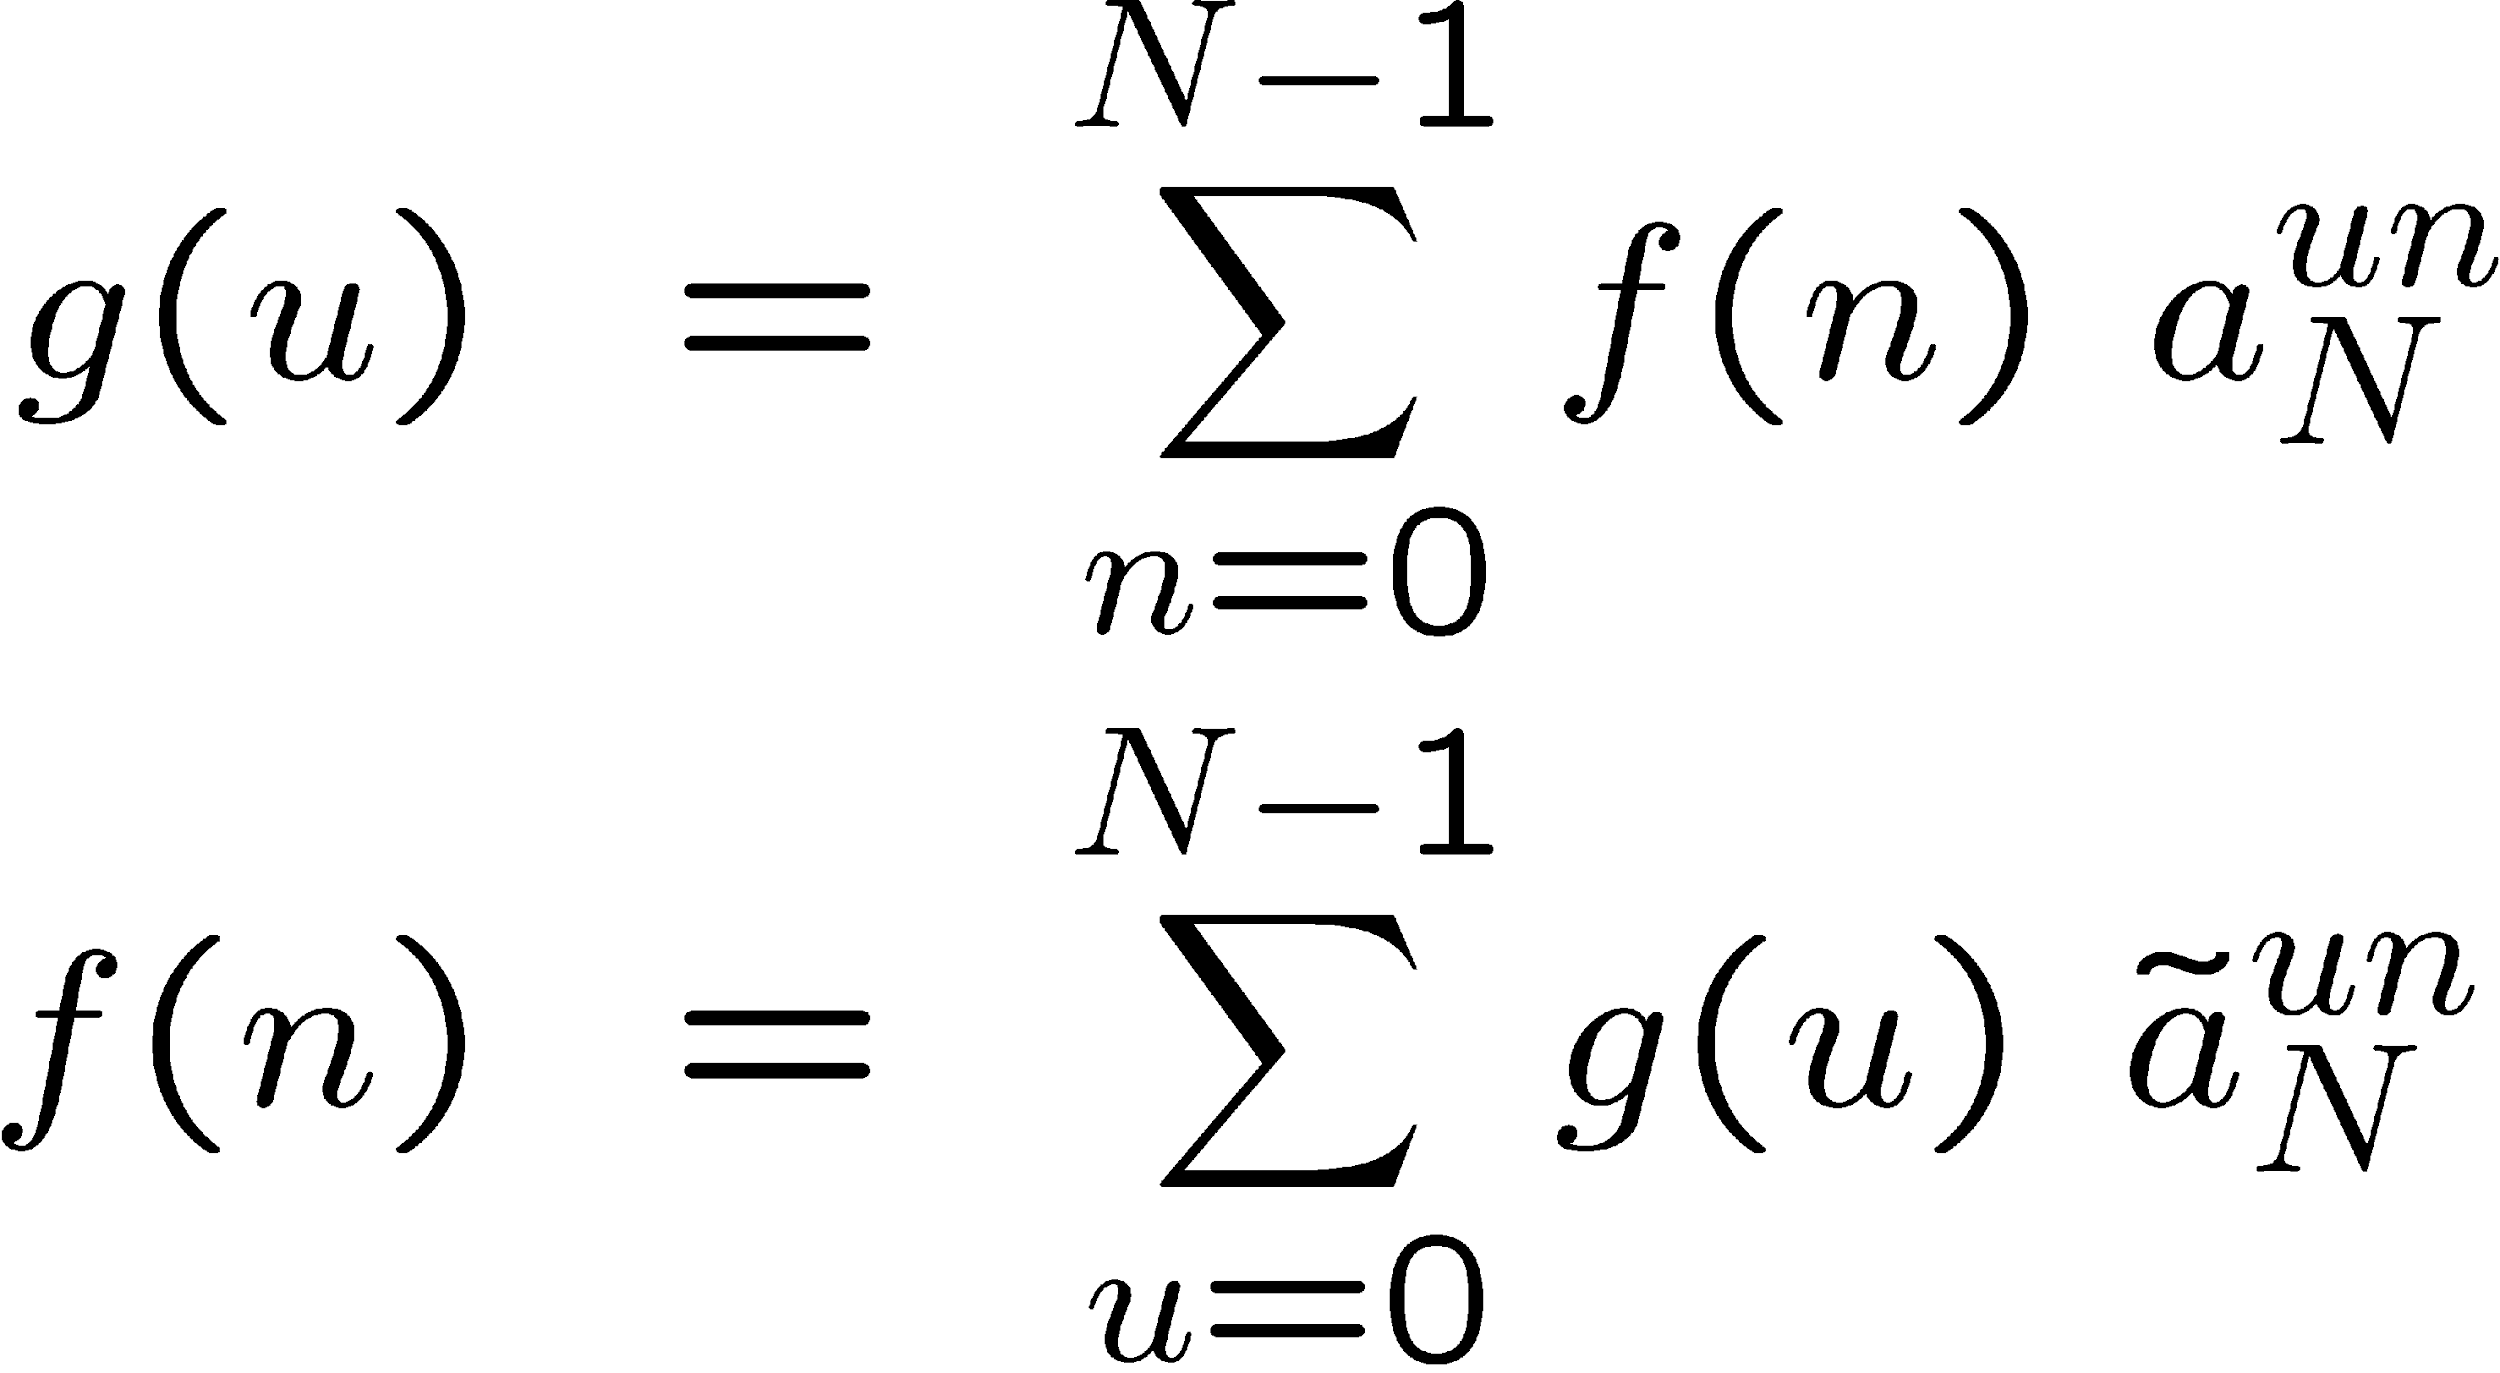 g(u) = \sum_{n=0}^{N-1} f(n) a_N^{un}
f(n) = \sum_{u=0}^{N-1} g(u) \tilde{a}_N^{un}